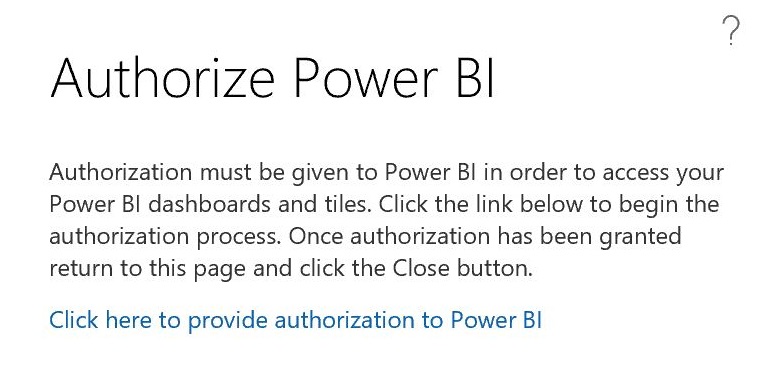 ?
Authorize Power BI
Authorization must be given to Power BI in order to access your
Power BI dashboards and tiles. Click the link below to begin the
authorization process. Once authorization has been granted
return to this page and click the Close button.
Click here to provide authorization to Power BI